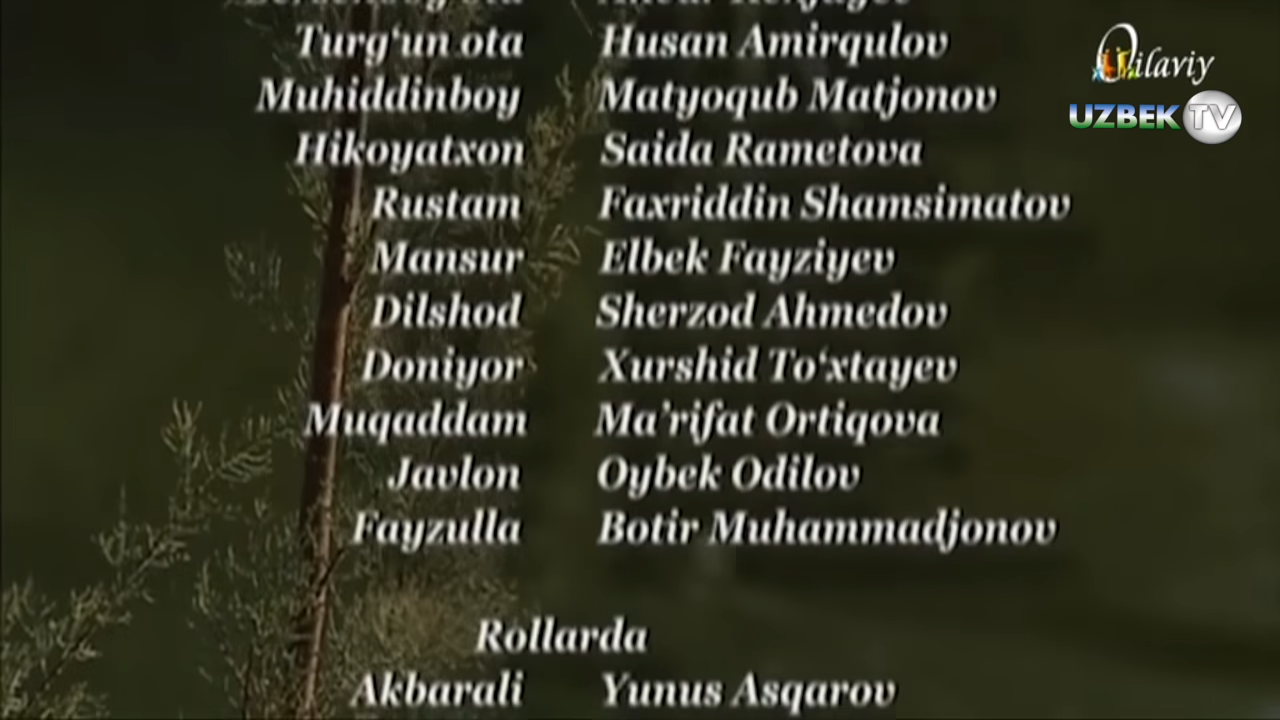 Turg‘un ota Husan Amirqulov
Muhiddinboy Matyoqub Matjonov
Hikoyatxon Saida Rametova
Rustam Faxriddin Shamsimatov
Mansur Elbek Fayziyev
Dilshod Sherzod Ahmedov
Doniyor Xurshid To‘xtayev
Muqaddam Ma’rifat Ortiqova
Javlon Oybek Odilov
Fayzulla Botir Muhammadjonov
Rollarda
Akbarali Yunus Asqarov
Oilaviy
UZBEK TV